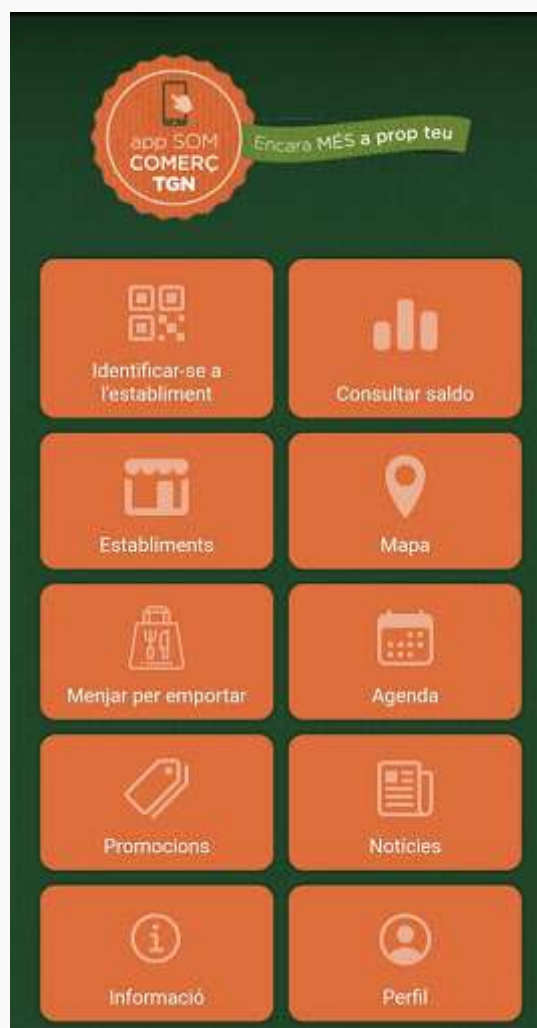 app SOM
COMERÇ
TGN
Encara MÉS a prop teu
Identificar-se a
l'establiment
Consultar saldo
Establiments
Mapa
Menjar per emportar
Agenda
Promocions
Notícies
Informació
Perfil